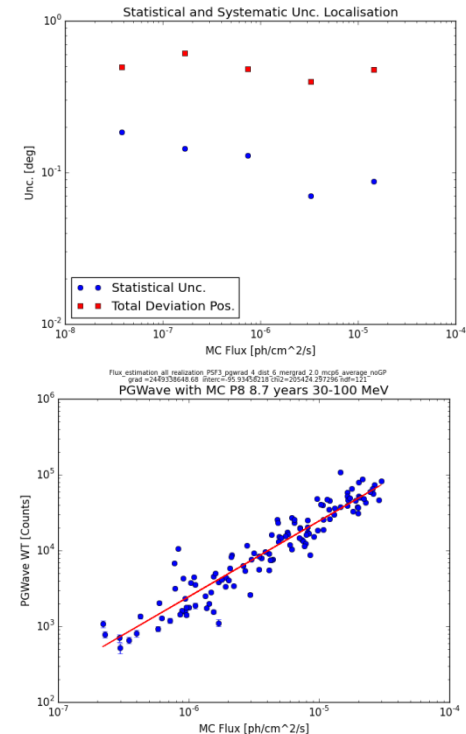 Statistical and Systematic Unc. Localisation
10^0
10^-1
10^-2
Unc. [deg]
Statistical Unc.
Total Deviation Pos.
10^-8 10^-7 10^-6 10^-5 10^-4
MC Flux [ph/cm^2/s]
Flux_estimation_all_realization_PSF3_pgwrad_4_dist_6_mergrad_2.0_mcp6_average_noGP
grad =2449338648.68 interc=-95.93458218 chi2=205424.297296 ndf=121
PGWave with MC P8 8.7 years 30-100 MeV
10^6
10^5
10^4
10^3
10^2
PGWave WT [Counts]
10^-7 10^-6 10^-5 10^-4
MC Flux [ph/cm^2/s]